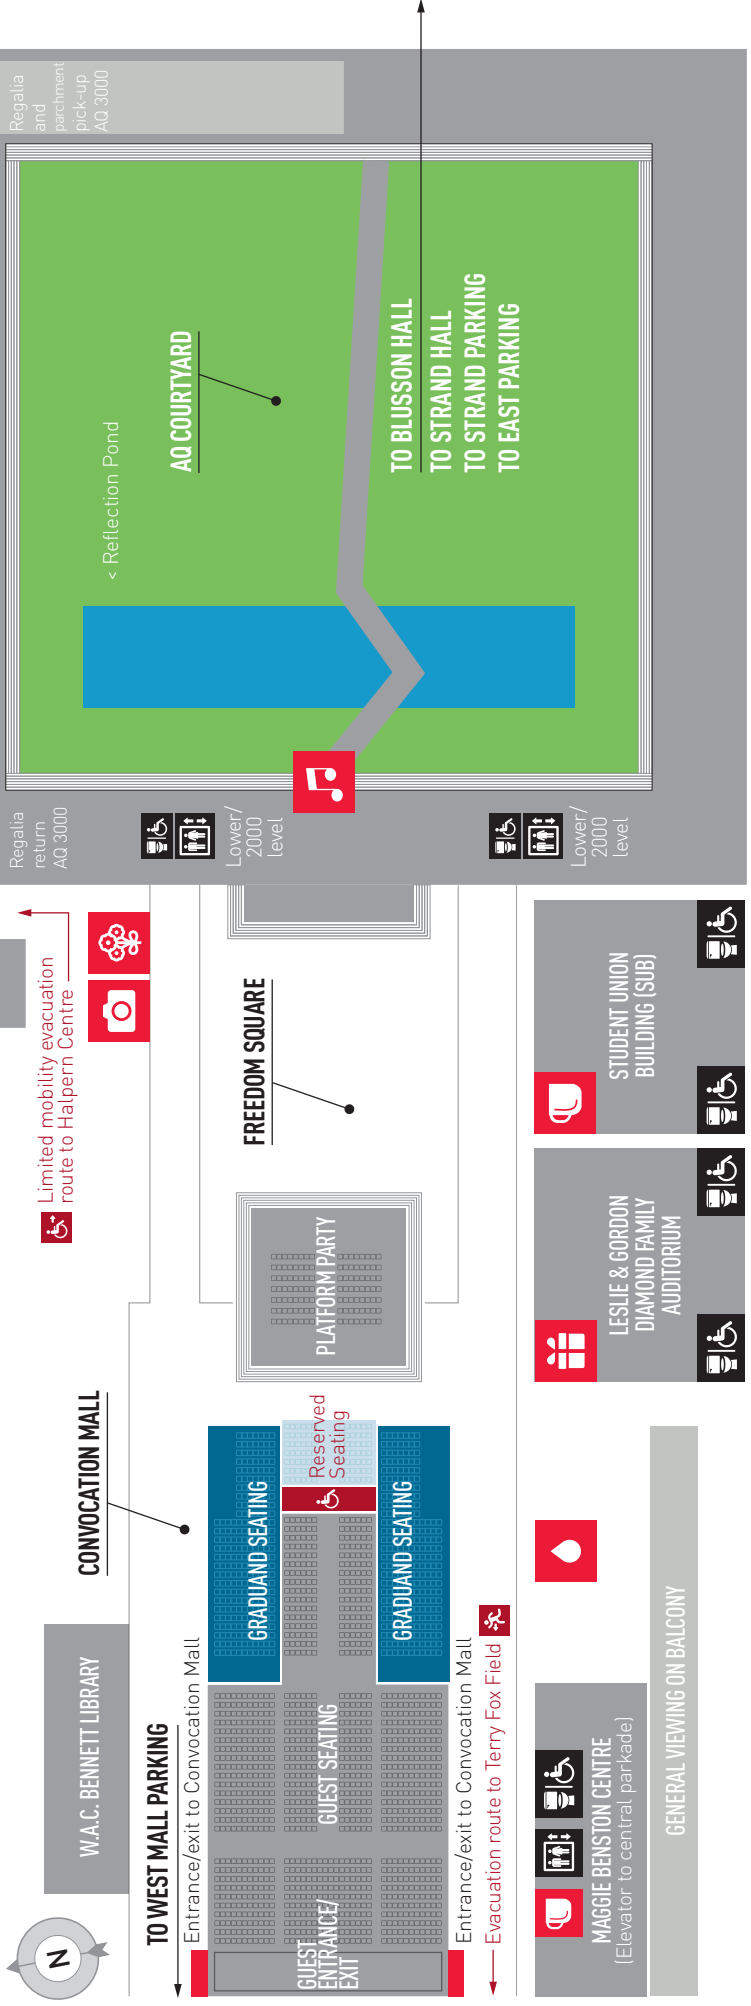 Regalia
and
parchment
pick-up
AQ 3000
AQ COURTYARD
< Reflection Pond
TO BLUSSON HALL
TO STRAND HALL
TO STRAND PARKING
TO EAST PARKING
Regalia
return
AQ 3000
Lower/
2000
level
Lower/
2000
level
Limited mobility evacuation
route to Halpern Centre
FREEDOM SQUARE
STUDENT UNION
BUILDING (SUB)
PLATFORM PARTY
LESLIE & GORDON
DIAMOND FAMILY
AUDITORIUM
CONVOCATION MALL
Reserved
Seating
GRADUAND SEATING
GRADUAND SEATING
W.A.C. BENNETT LIBRARY
TO WEST MALL PARKING
Entrance/exit to Convocation Mall
GUEST SEATING
GUEST
ENTRANCE/
EXIT
Entrance/exit to Convocation Mall
Evacuation route to Terry Fox Field
MAGGIE BENSTON CENTRE
(Elevator to central parkade)
GENERAL VIEWING ON BALCONY
N